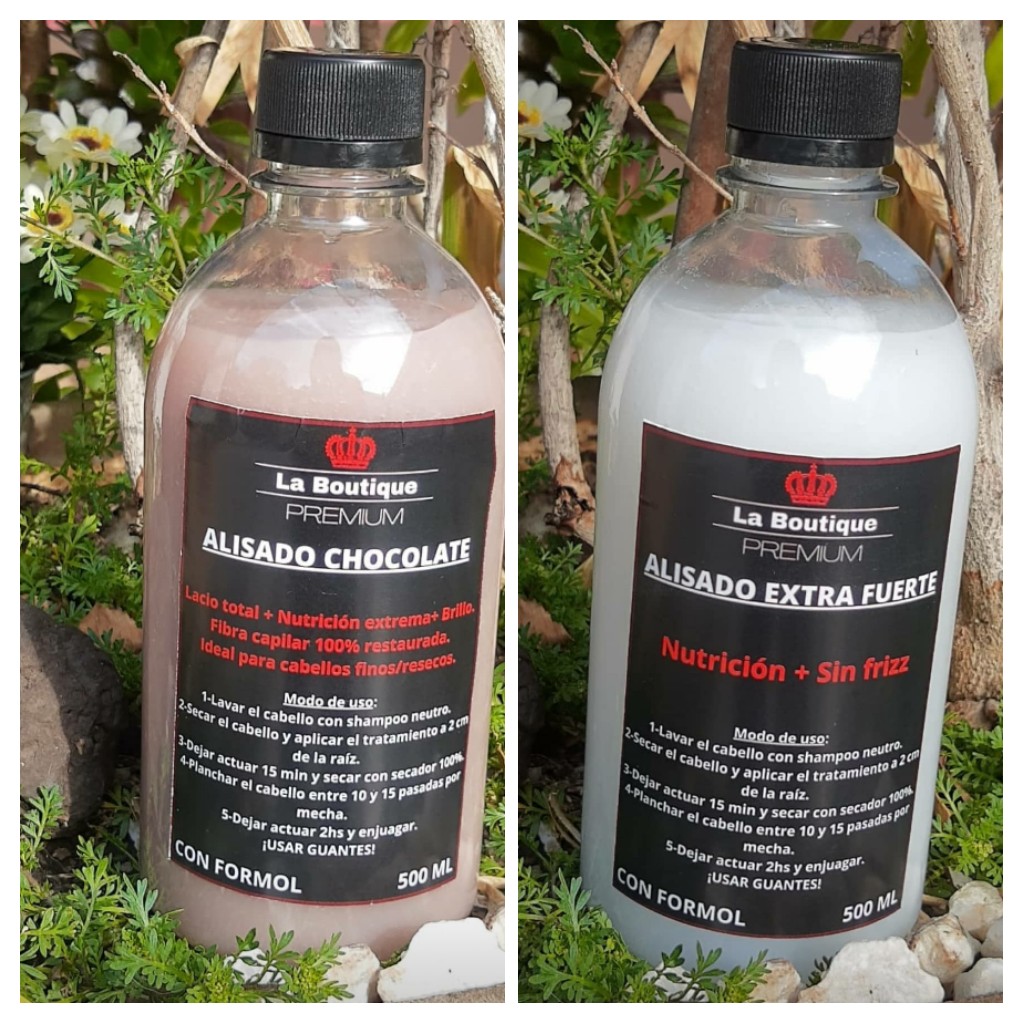 La Boutique
PREMIUM
ALISADO CHOCOLATE
Lacio total + Nutrición extrema+ Brillo.
Fibra capilar 100% restaurada.
Ideal para cabellos finos/resecos.
Modo de uso:
1-Lavar el cabello con shampoo neutro.
2-Secar el cabello y aplicar el tratamiento a 2 cm
de la raíz.
3-Dejar actuar 15 min y secar con secador 100%.
4-Planchar el cabello entre 10 y 15 pasadas por
mecha.
5-Dejar actuar 2hs y enjuagar.
¡USAR GUANTES!
CON FORMOL
500 ML
La Boutique
PREMIUM
ALISADO EXTRA FUERTE
Nutrición + Sin frizz
Modo de uso:
1-Lavar el cabello con shampoo neutro.
2-Secar el cabello y aplicar el tratamiento a 2 cm
de la raíz.
3-Dejar actuar 15 min y secar con secador 100%.
4-Planchar el cabello entre 10 y 15 pasadas por
mecha.
5-Dejar actuar 2hs y enjuagar.
¡USAR GUANTES!
CON FORMOL
500 ML